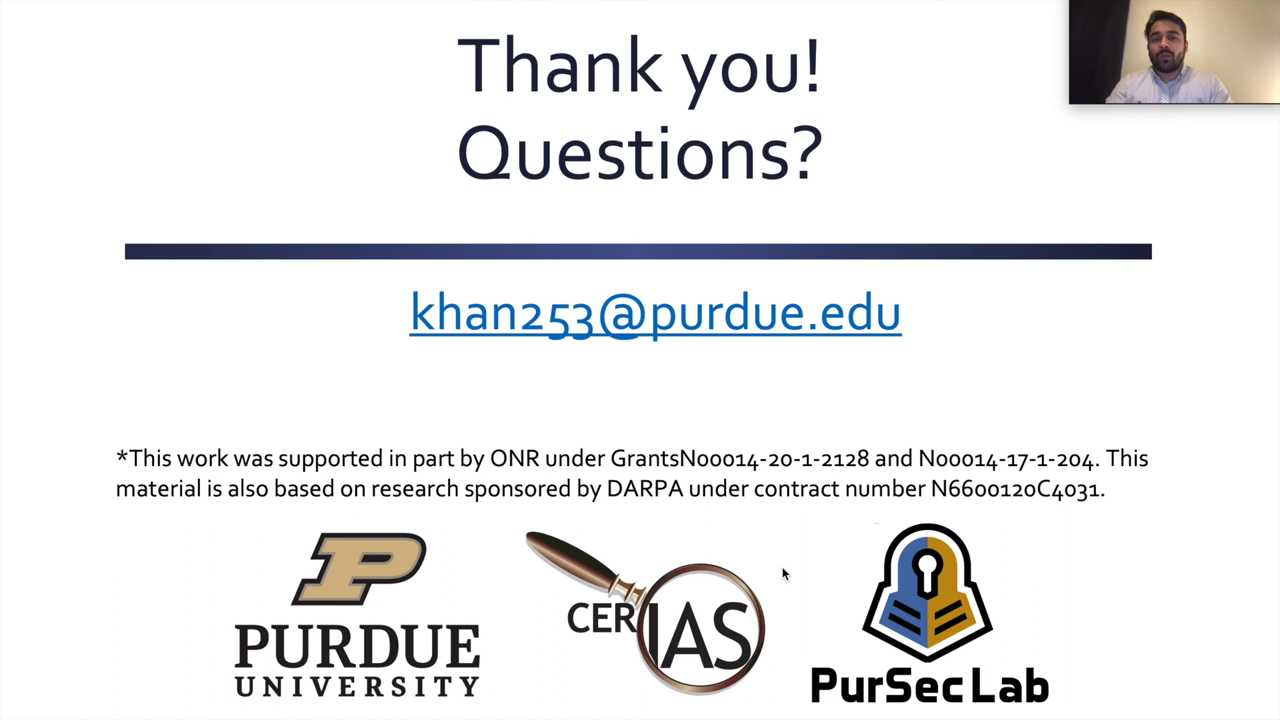 Thank you!
Questions?
khan253@purdue.edu
*This work was supported in part by ONR under GrantsN00014-20-1-2128 and N00014-17-1-204. This
material is also based on research sponsored by DARPA under contract number N6600120C4031.
PURDUE
UNIVERSITY
CERIAS
PurSecLab